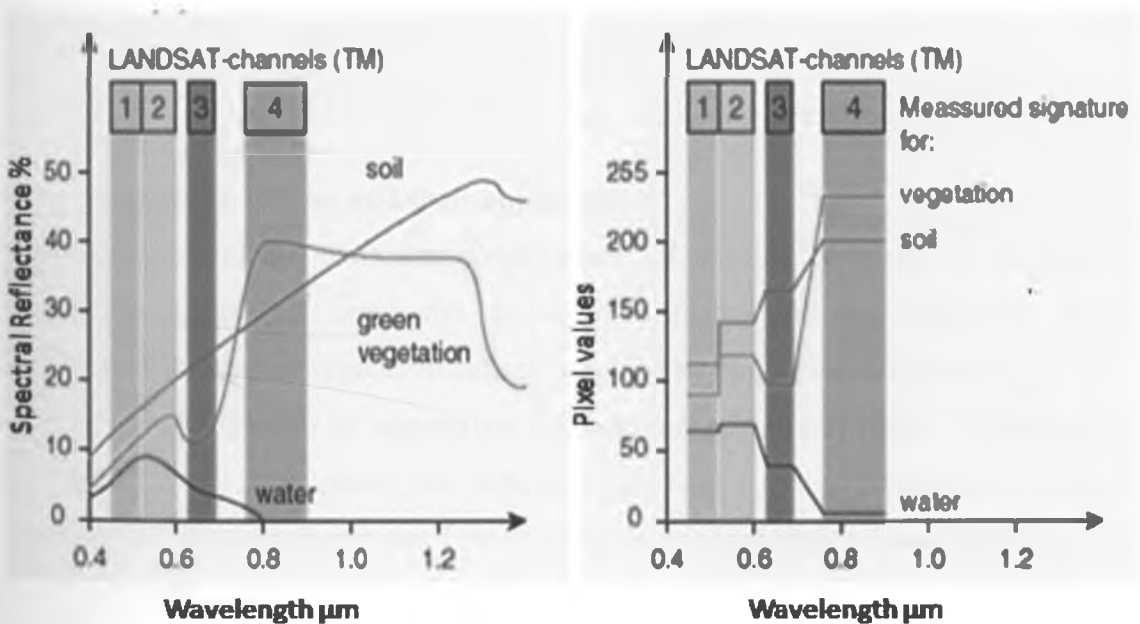 LANDSAT-channels (TM)
1 2 3 4
Spectral Reflectance %
50
40
30
20
10
0
soil
green
vegetation
water
0.4 0.6 0.8 1.0 1.2
Wavelength µm
LANDSAT-channels (TM)
1 2 3 4
Meassured signature
for:
Pixel values
255
200
150
100
50
0
vegetation
soil
water
0.4 0.6 0.8 1.0 1.2
Wavelength µm